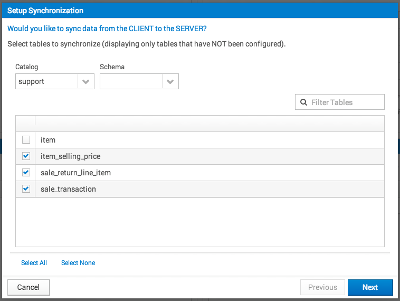 Setup Synchronization
Would you like to sync data from the CLIENT to the SERVER?
Select tables to synchronize (displaying only tables that have NOT been configured).
Catalog Schema
support
Filter Tables
item
item_selling_price
sale_return_line_item
sale_transaction
Select All Select None
Cancel Previous Next